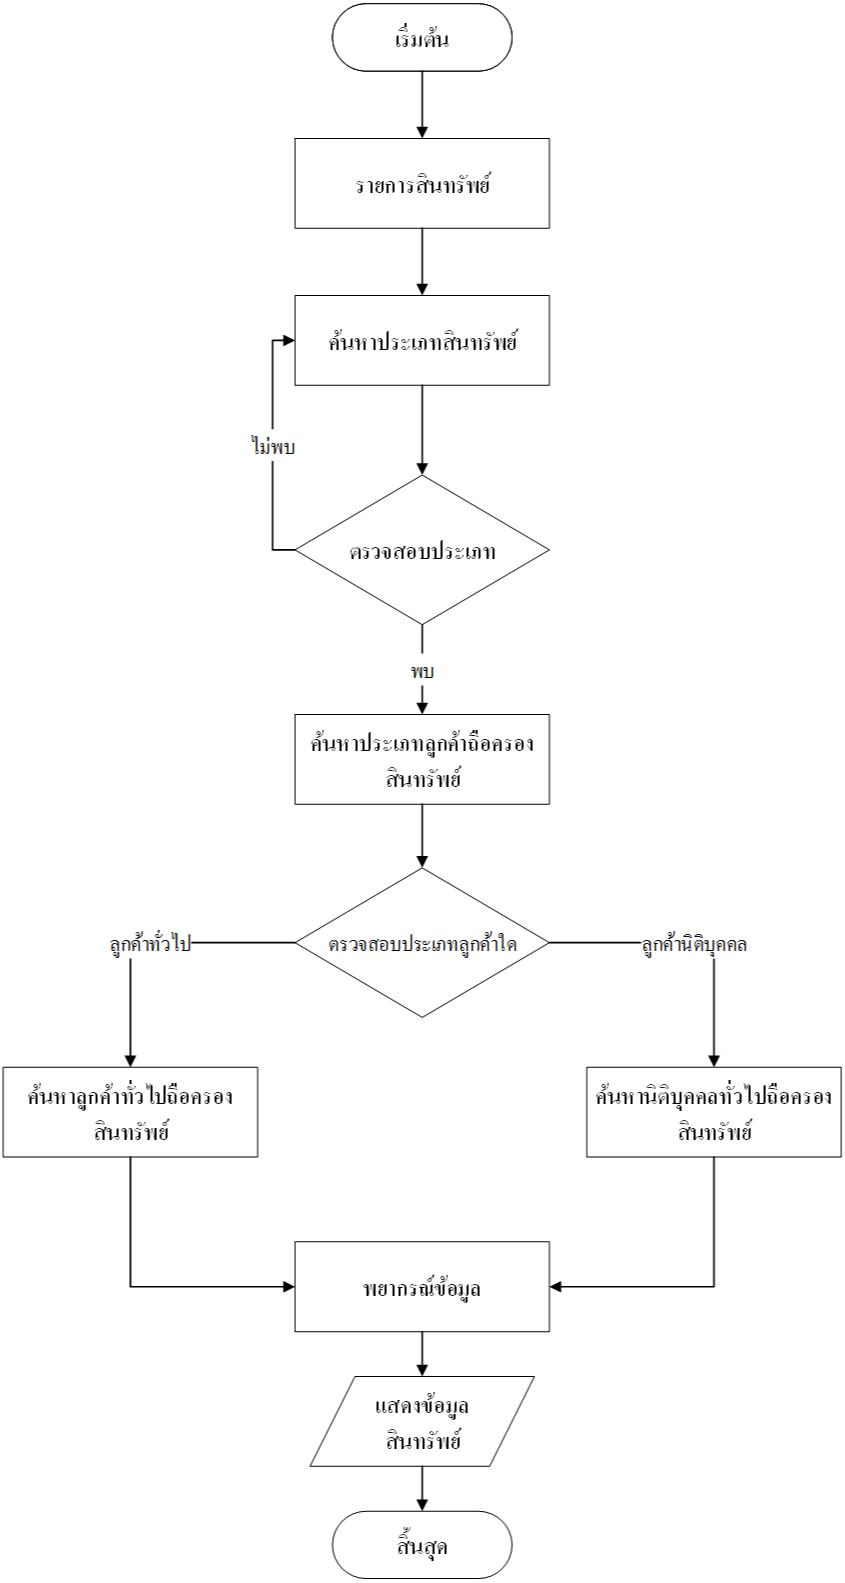 เริ่มต้น
รายการสินทรัพย์
ค้นหาประเภทสินทรัพย์
ไม่พบ
ตรวจสอบประเภท
พบ
ค้นหาประเภทลูกค้าถือครอง
สินทรัพย์
ลูกค้าทั่วไป
ตรวจสอบประเภทลูกค้าใด
ลูกค้านิติบุคคล
ค้นหาลูกค้าทั่วไปถือครอง
สินทรัพย์
ค้นหานิติบุคคลทั่วไปถือครอง
สินทรัพย์
พยากรณ์ข้อมูล
แสดงข้อมูล
สินทรัพย์
สิ้นสุด